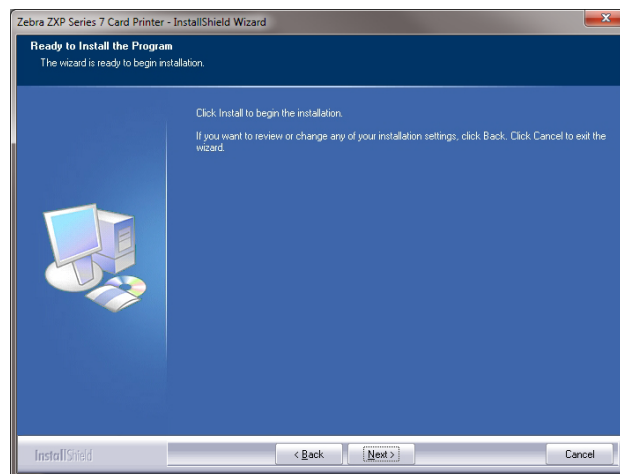 Zebra ZXP Series 7 Card Printer - InstallShield Wizard
Ready to Install the Program
The wizard is ready to begin installation.
Click Install to begin the installation.
If you want to review or change any of your installation settings, click Back. Click Cancel to exit the
wizard.
InstallShield
< Back
Next >
Cancel